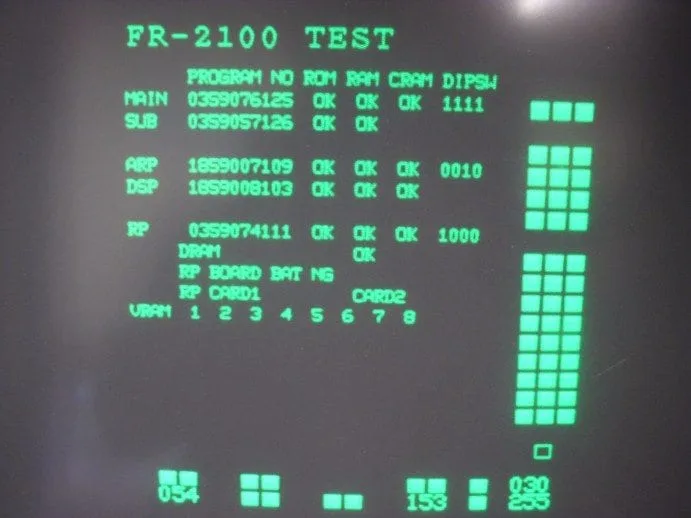 FR-2100 TEST
PROGRAM NO ROM RAM CRAM DIPSW
MAIN 0359076125 OK OK OK 1111
SUB 0359057126 OK OK
ARP 1859007109 OK OK OK 0010
DSP 1859008103 OK OK OK
RP 0359074111 OK OK OK 1000
DRAM OK
RP BOARD BAT NG
RP CARD1 CARD2
VRAM 1 2 3 4 5 6 7 8
030
054 153 255